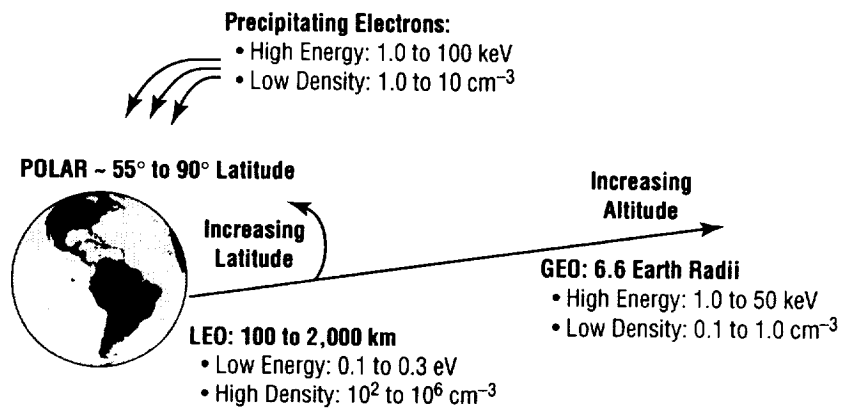 Precipitating Electrons:
• High Energy: 1.0 to 100 keV
• Low Density: 1.0 to 10 cm⁻³
POLAR ~ 55° to 90° Latitude
Increasing
Latitude
Increasing
Altitude
GEO: 6.6 Earth Radii
• High Energy: 1.0 to 50 keV
• Low Density: 0.1 to 1.0 cm⁻³
LEO: 100 to 2,000 km
• Low Energy: 0.1 to 0.3 eV
• High Density: 10² to 10⁶ cm⁻³